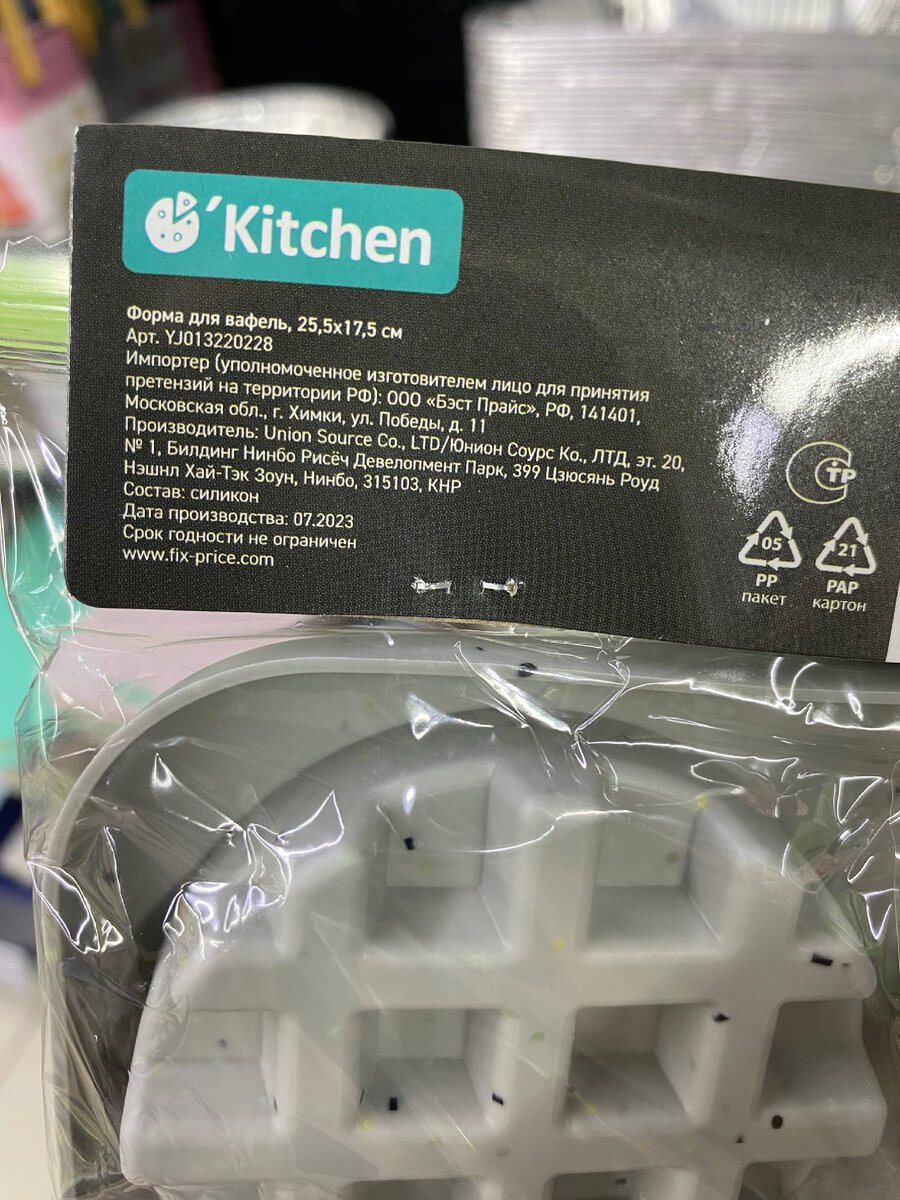 'Kitchen
Форма для вафель, 25,5х17,5 см
Арт. YJ013220228
Импортер (уполномоченное изготовителем лицо для принятия
претензий на территории РФ): ООО «Бэст Прайс», РФ, 141401,
Московская обл., г. Химки, ул. Победы, д. 11
Производитель: Union Source Co., LTD/Юнион Соурс Ко., ЛТД, эт. 20,
№ 1, Билдинг Нинбо Рисёч Девелопмент Парк, 399 Цзюсянь Роуд
Нэшнл Хай-Тэк Зоун, Нинбо, 315103, КНР
Состав: силикон
Дата производства: 07.2023
Срок годности не ограничен
www.fix-price.com
СТР
05
PP
пакет
21
PAP
картон